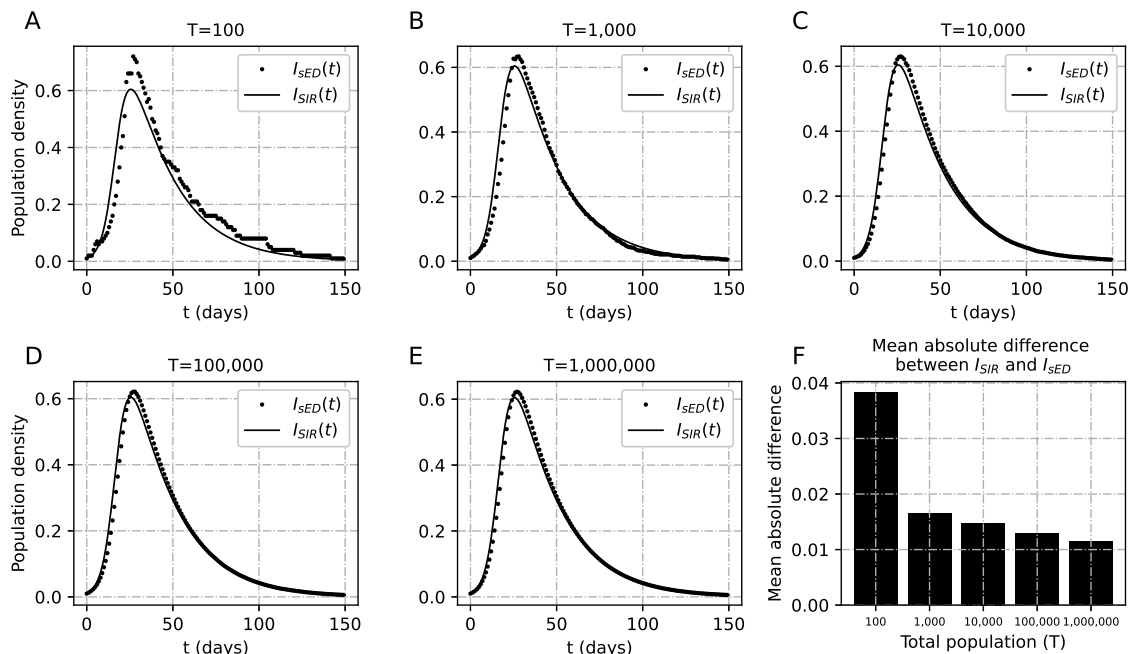 A
T=100
Population density
0.6
0.4
0.2
0.0
I_sED(t)
I_SIR(t)
0 50 100 150
t (days)
B
T=1,000
0.6
0.4
0.2
0.0
I_sED(t)
I_SIR(t)
0 50 100 150
t (days)
C
T=10,000
0.6
0.4
0.2
0.0
I_sED(t)
I_SIR(t)
0 50 100 150
t (days)
D
T=100,000
Population density
0.6
0.4
0.2
0.0
I_sED(t)
I_SIR(t)
0 50 100 150
t (days)
E
T=1,000,000
0.6
0.4
0.2
0.0
I_sED(t)
I_SIR(t)
0 50 100 150
t (days)
F
Mean absolute difference
between I_SIR and I_sED
Mean absolute difference
0.04
0.03
0.02
0.01
0.00
100 1,000 10,000 100,000 1,000,000
Total population (T)